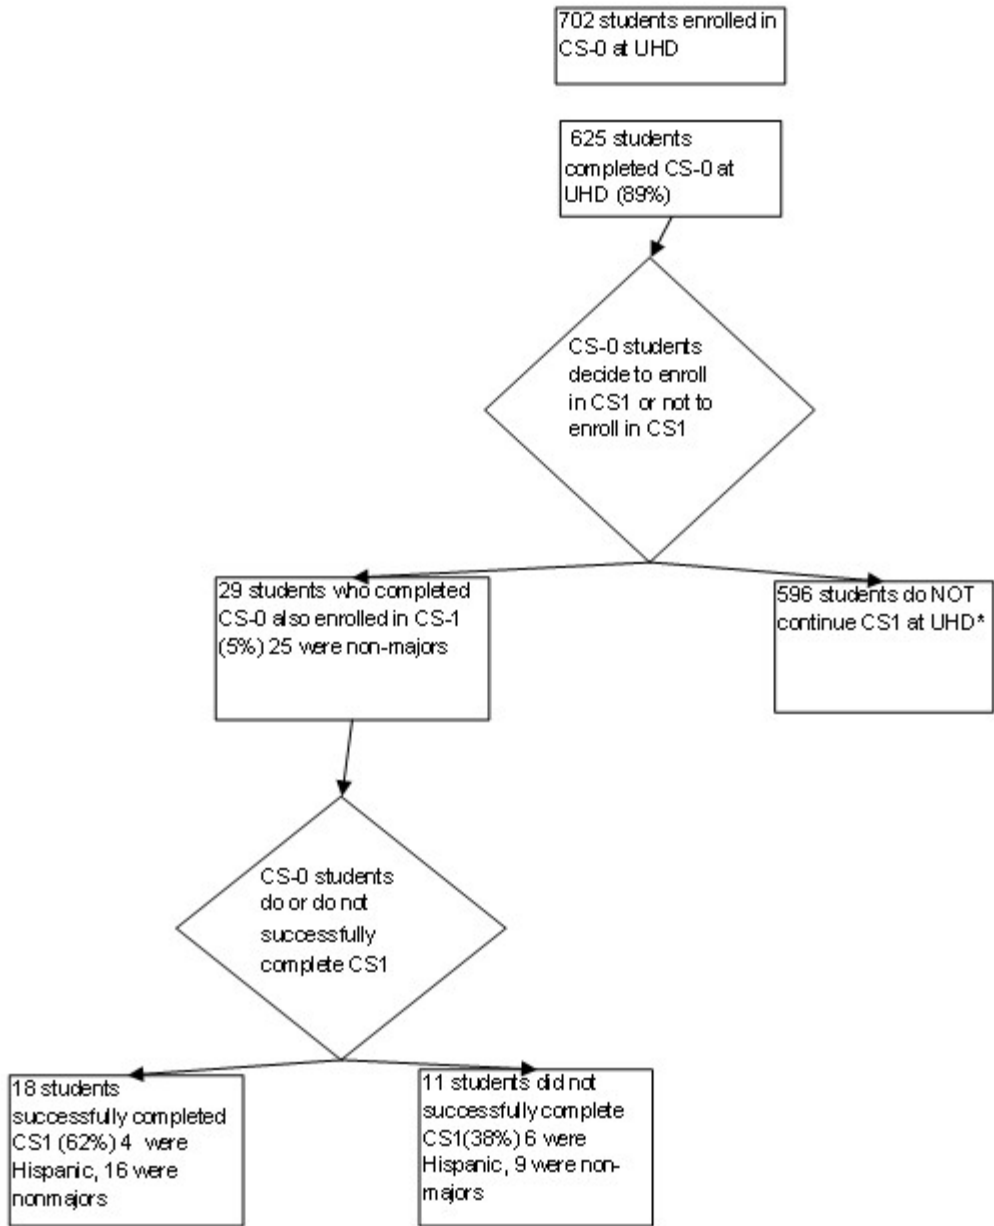 702 students enrolled in
CS-0 at UHD
625 students
completed CS-0 at
UHD (89%)
CS-0 students
decide to enroll
in CS1 or not to
enroll in CS1
29 students who completed
CS-0 also enrolled in CS-1
(5%) 25 were non-majors
596 students do NOT
continue CS1 at UHD*
CS-0 students
do or do not
successfully
complete CS1
18 students
successfully completed
CS1 (62%) 4 were
Hispanic, 16 were
nonmajors
11 students did not
successfully complete
CS1(38%) 6 were
Hispanic, 9 were non-
majors